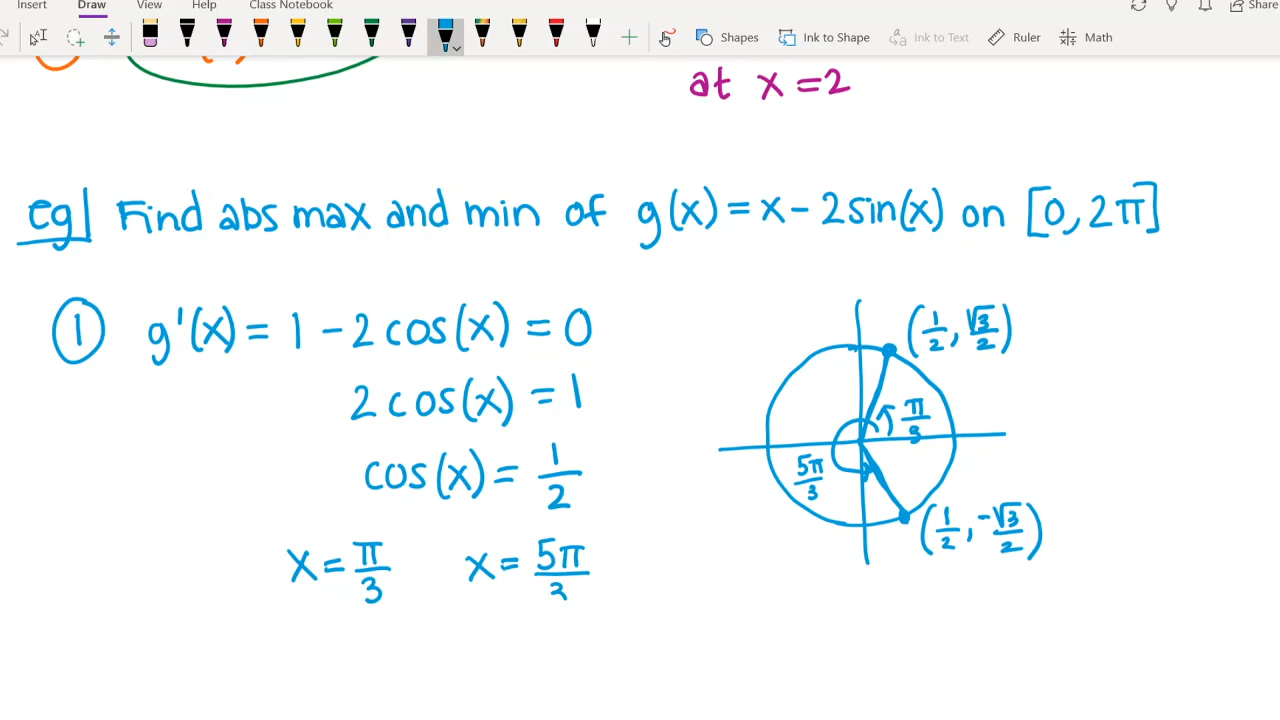 Insert Draw View Help Class Notebook Share
Shapes Ink to Shape Ink to Text Ruler Math
at x = 2
eg Find abs max and min of g(x) = x - 2sin(x) on [0, 2π]
① g'(x) = 1 - 2cos(x) = 0
2cos(x) = 1
cos(x) = 1/2
x = π/3 x = 5π/3
(1/2, √3/2)
π/3
5π/3
(1/2, -√3/2)